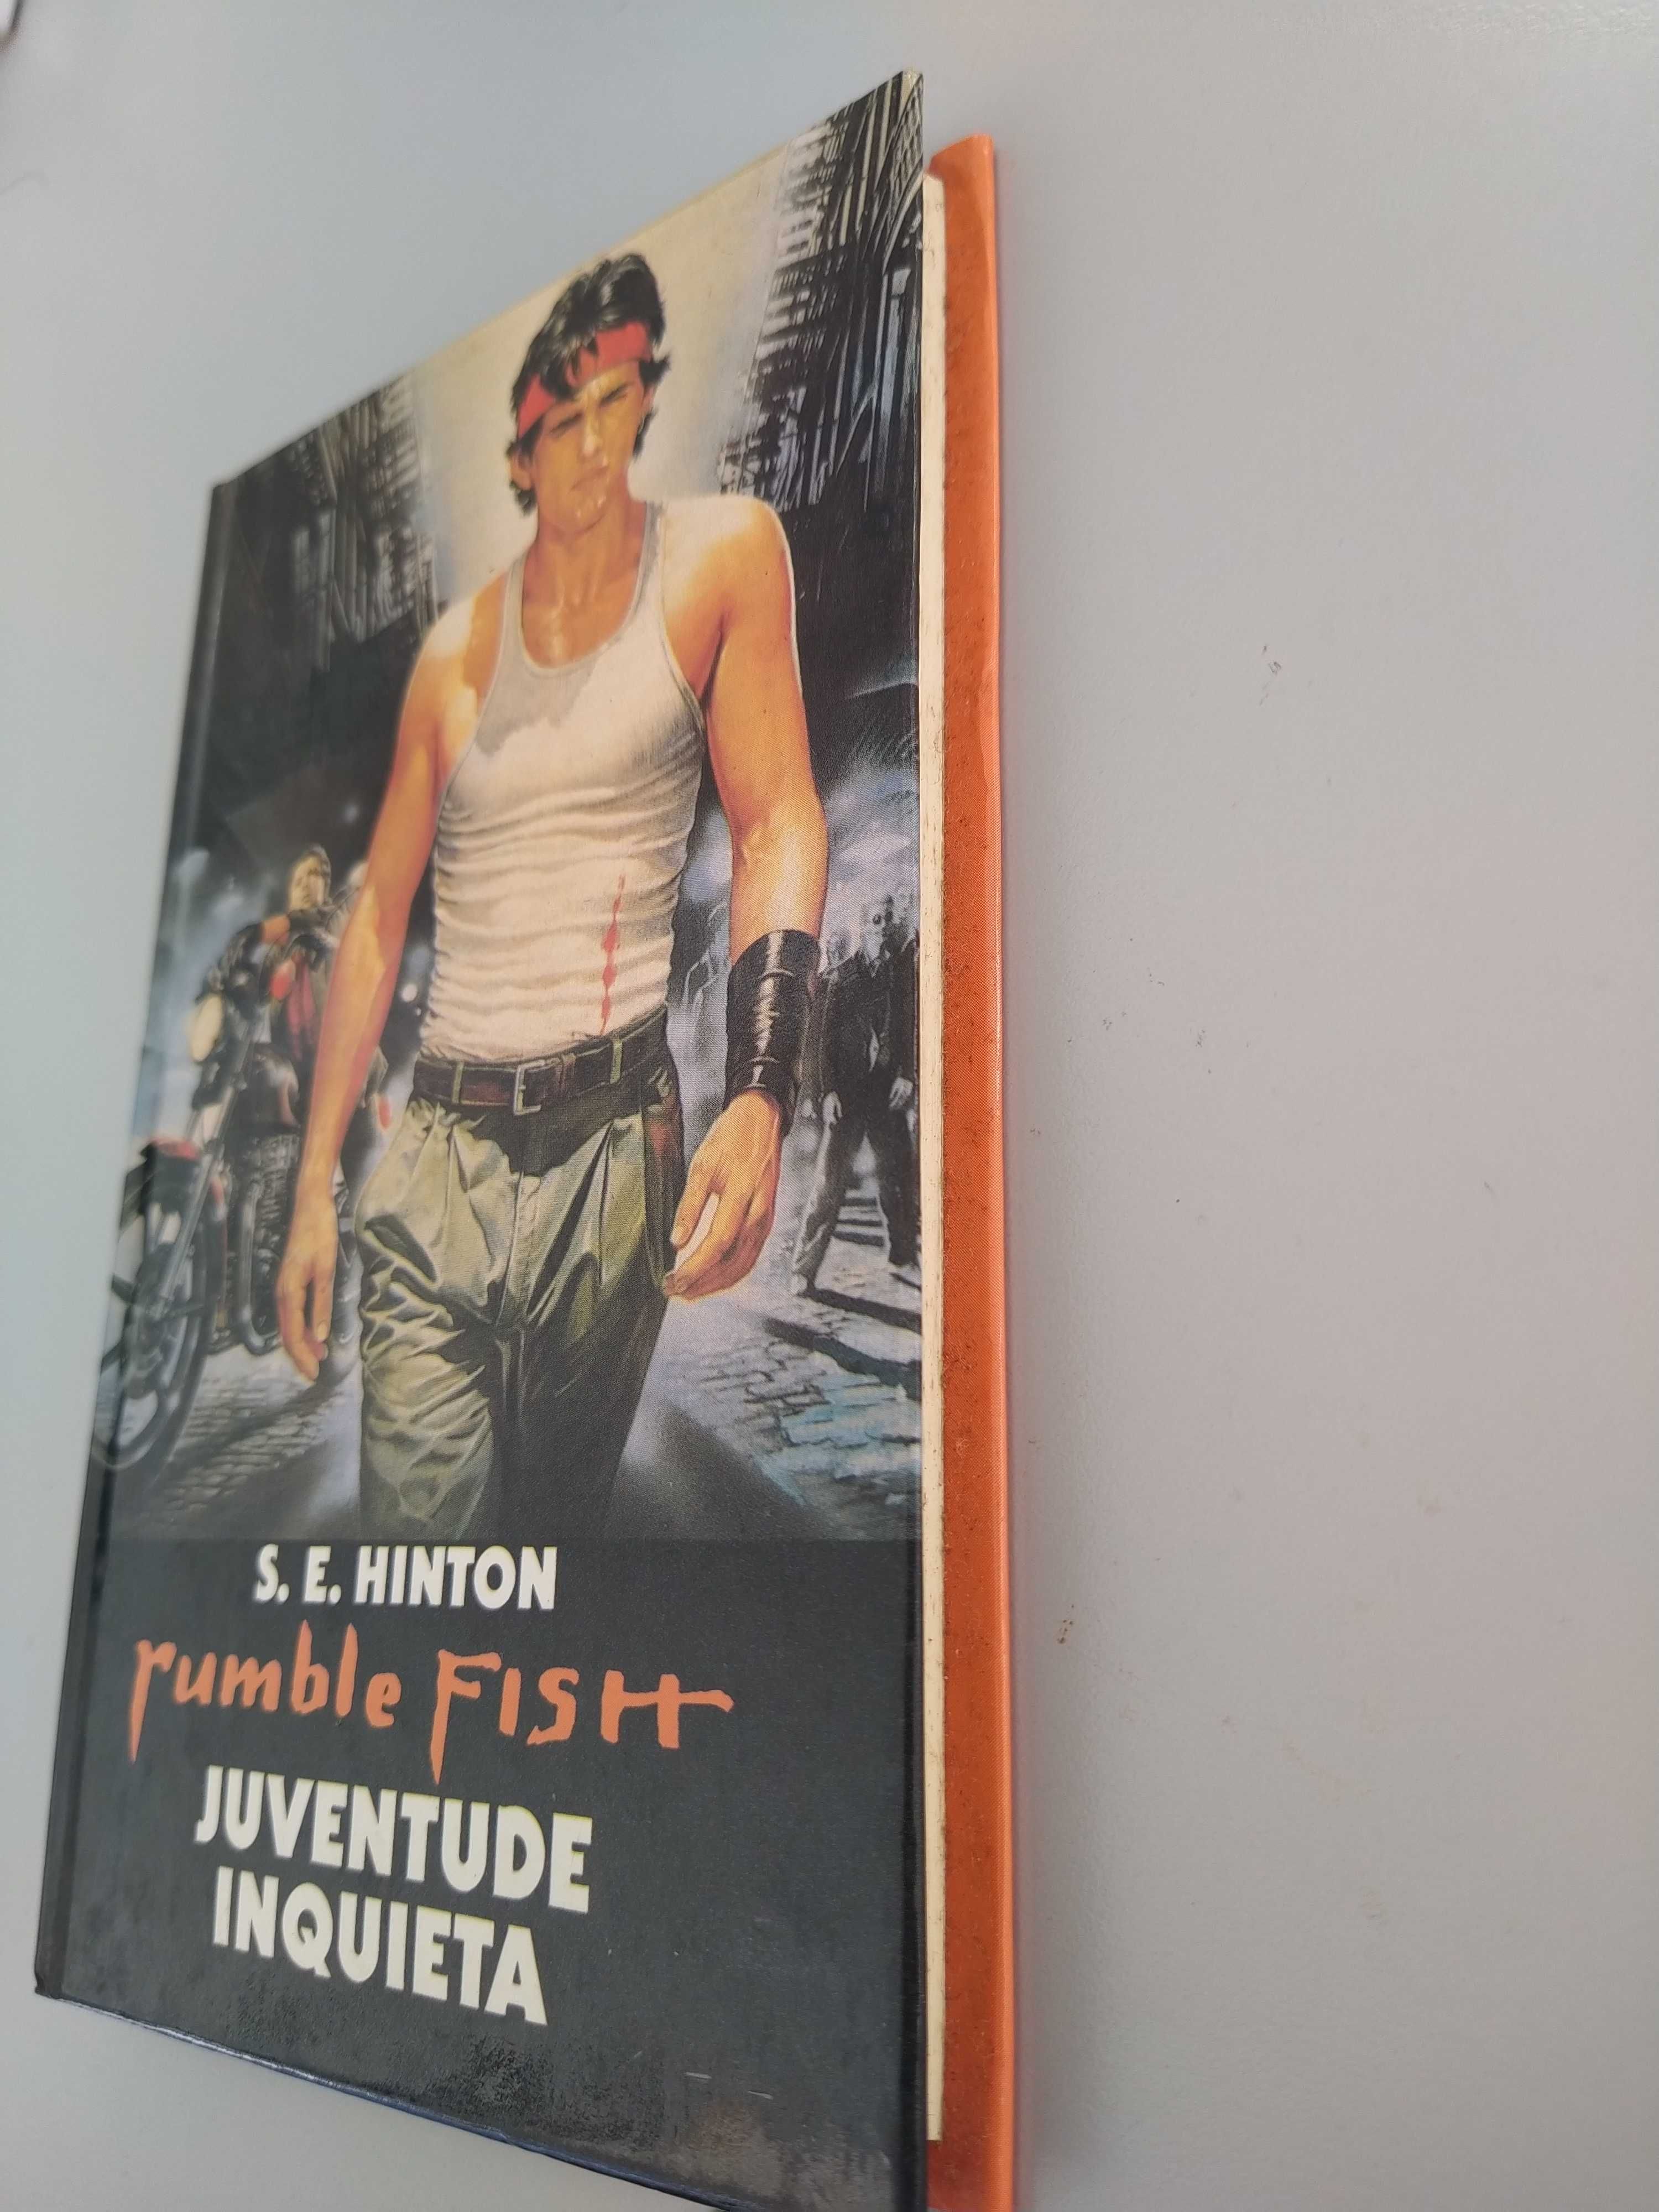 S. E. HINTON
rumble FISH
JUVENTUDE
INQUIETA